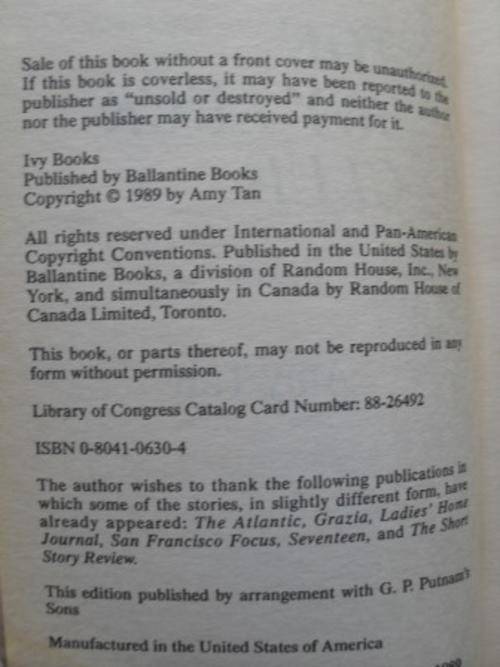 Sale of this book without a front cover may be unauthorized.
If this book is coverless, it may have been reported to the
publisher as "unsold or destroyed" and neither the author
nor the publisher may have received payment for it.
Ivy Books
Published by Ballantine Books
Copyright © 1989 by Amy Tan
All rights reserved under International and Pan-American
Copyright Conventions. Published in the United States by
Ballantine Books, a division of Random House, Inc., New
York, and simultaneously in Canada by Random House of
Canada Limited, Toronto.
This book, or parts thereof, may not be reproduced in any
form without permission.
Library of Congress Catalog Card Number: 88-26492
ISBN 0-8041-0630-4
The author wishes to thank the following publications in
which some of the stories, in slightly different form, have
already appeared: The Atlantic, Grazia, Ladies' Home
Journal, San Francisco Focus, Seventeen, and The Short
Story Review.
This edition published by arrangement with G. P. Putnam's
Sons
Manufactured in the United States of America